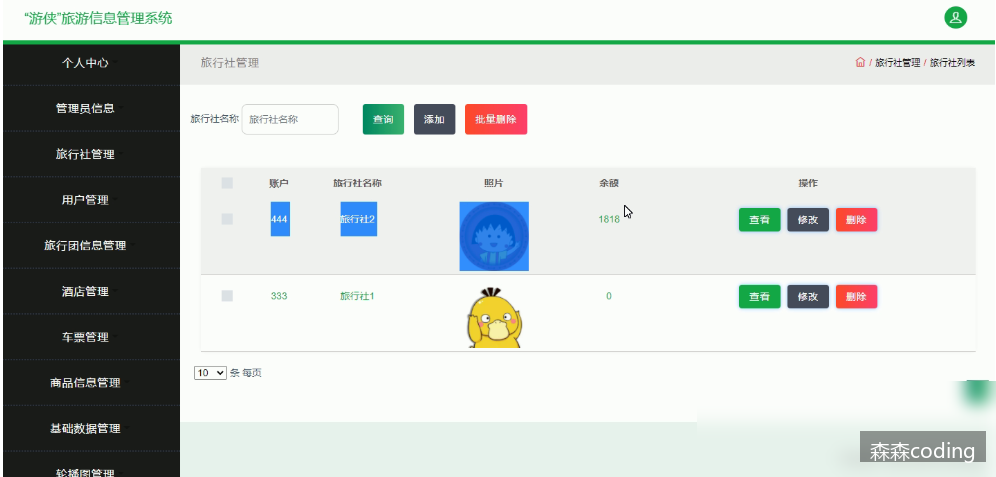 “游侠”旅游信息管理系统
个人中心
管理员信息
旅行社管理
用户管理
旅行团信息管理
酒店管理
车票管理
商品信息管理
基础数据管理
轮播图管理
旅行社管理
/ 旅行社管理 / 旅行社列表
旅行社名称 旅行社名称 查询 添加 批量删除
账户 旅行社名称 照片 余额 操作
444 旅行社2 1818 查看 修改 删除
333 旅行社1 0 查看 修改 删除
10 条 每页
森森coding